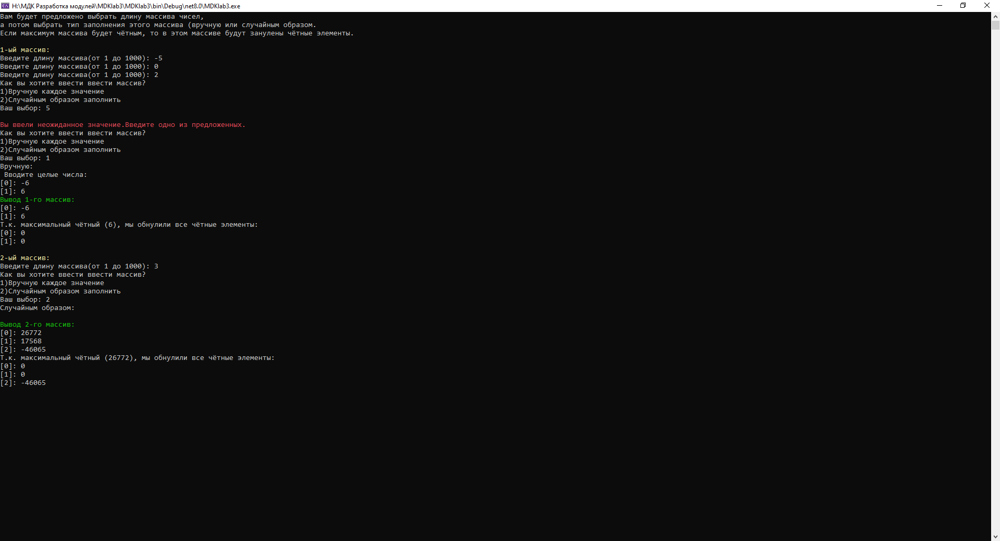 H:\МДК Разработка модулей\MDKlab3\MDKlab3\bin\Debug\net8.0\MDKlab3.exe
Вам будет предложено выбрать длину массива чисел,
а потом выбрать тип заполнения этого массива (вручную или случайным образом.
Если максимум массива будет чётным, то в этом массиве будут занулены чётные элементы.
1-ый массив:
Введите длину массива(от 1 до 1000): -5
Введите длину массива(от 1 до 1000): 0
Введите длину массива(от 1 до 1000): 2
Как вы хотите ввести ввести массив?
1)Вручную каждое значение
2)Случайным образом заполнить
Ваш выбор: 5
Вы ввели неожиданное значение.Введите одно из предложенных.
Как вы хотите ввести ввести массив?
1)Вручную каждое значение
2)Случайным образом заполнить
Ваш выбор: 1
Вручную:
Вводите целые числа:
[0]: -6
[1]: 6
Вывод 1-го массив:
[0]: -6
[1]: 6
Т.к. максимальный чётный (6), мы обнулили все чётные элементы:
[0]: 0
[1]: 0
2-ый массив:
Введите длину массива(от 1 до 1000): 3
Как вы хотите ввести ввести массив?
1)Вручную каждое значение
2)Случайным образом заполнить
Ваш выбор: 2
Случайным образом:
Вывод 2-го массив:
[0]: 26772
[1]: 17568
[2]: -46065
Т.к. максимальный чётный (26772), мы обнулили все чётные элементы:
[0]: 0
[1]: 0
[2]: -46065